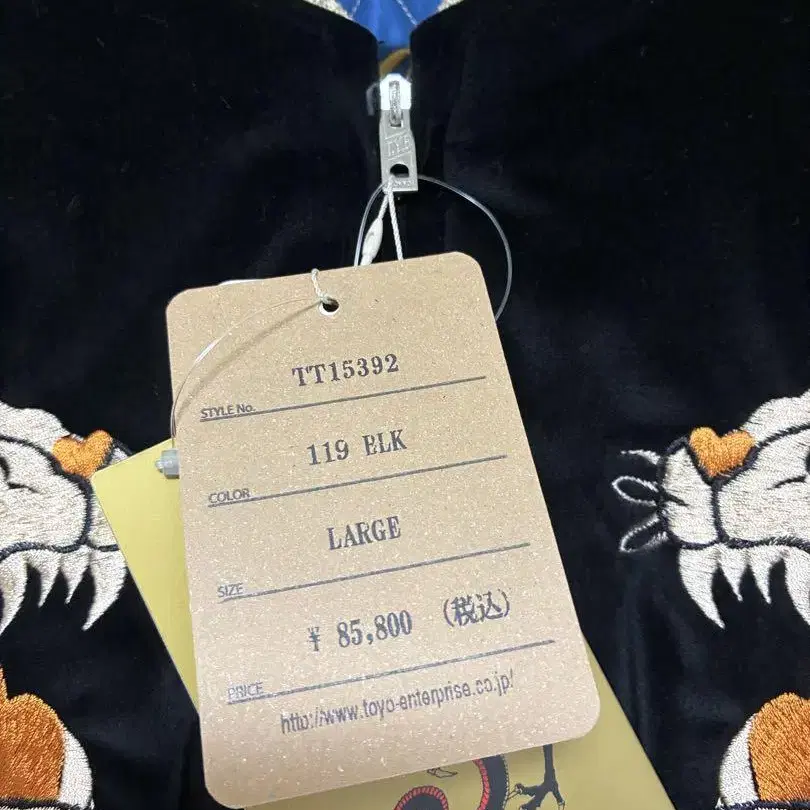 TT15392
STYLE No.
119 BLK
COLOR
LARGE
SIZE
¥ 85,800 (税込)
PRICE
http://www.toyo-enterprise.co.jp/